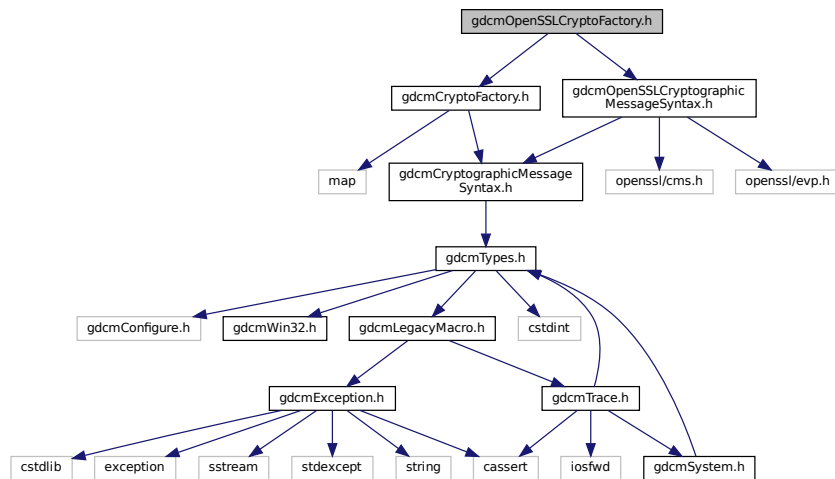 gdcmOpenSSLCryptoFactory.h
gdcmCryptoFactory.h
gdcmOpenSSLCryptographic
MessageSyntax.h
map
gdcmCryptographicMessage
Syntax.h
openssl/cms.h
openssl/evp.h
gdcmTypes.h
gdcmConfigure.h
gdcmWin32.h
gdcmLegacyMacro.h
cstdint
gdcmException.h
gdcmTrace.h
cstdlib
exception
sstream
stdexcept
string
cassert
iosfwd
gdcmSystem.h